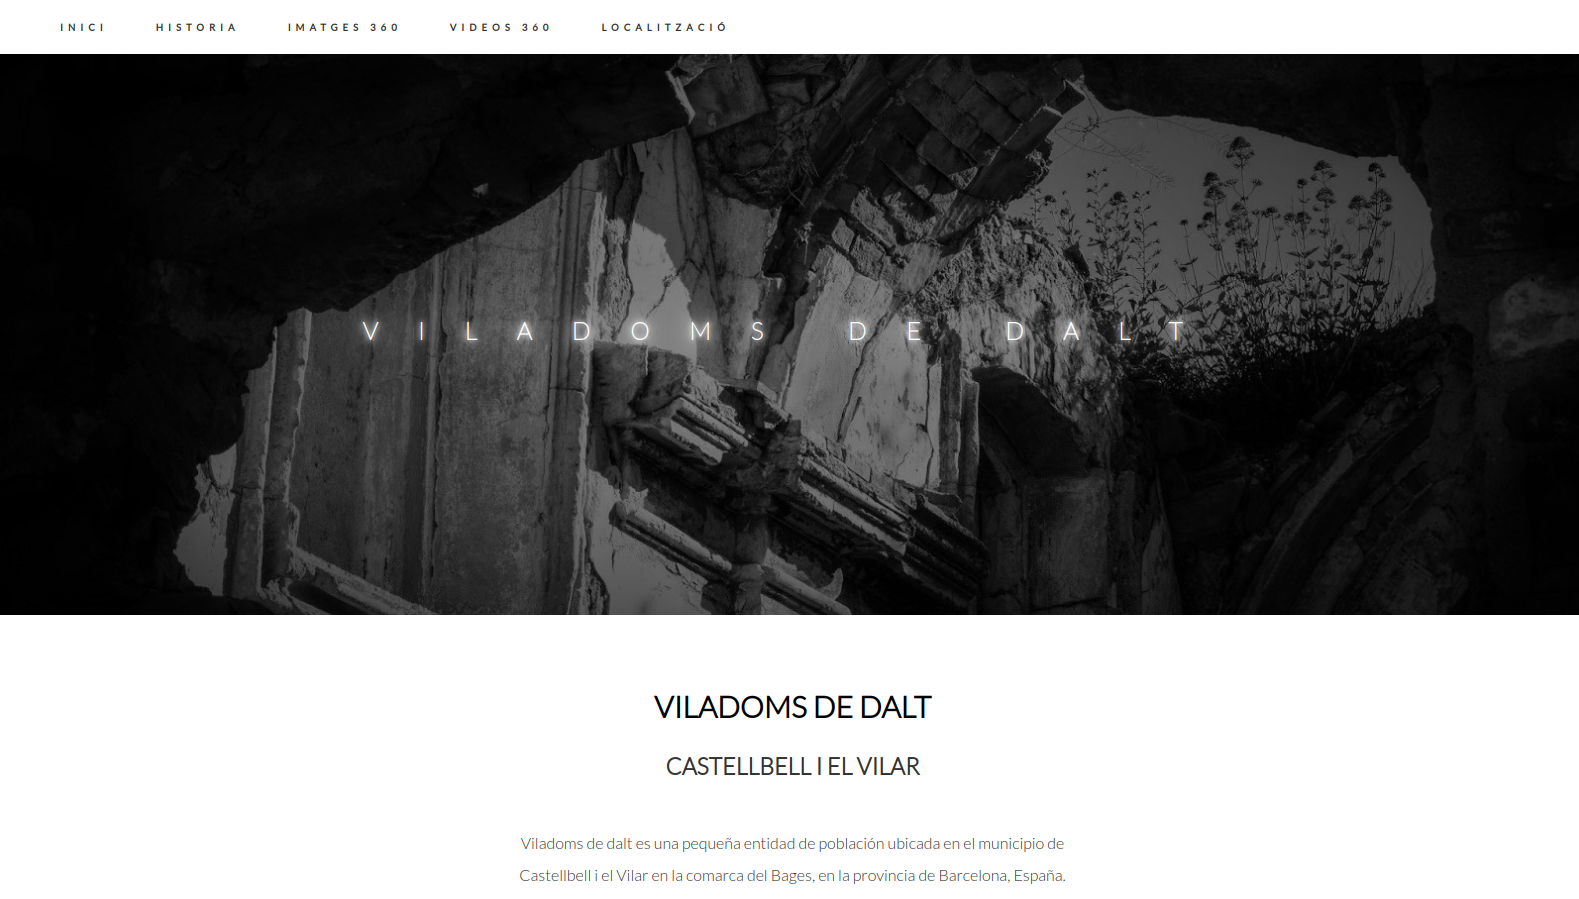 INICI HISTORIA IMATGES 360 VIDEOS 360 LOCALITZACIÓ
VILADOMS DE DALT
VILADOMS DE DALT
CASTELLBELL I EL VILAR
Viladoms de dalt es una pequeña entidad de población ubicada en el municipio de
Castellbell i el Vilar en la comarca del Bages, en la provincia de Barcelona, España.